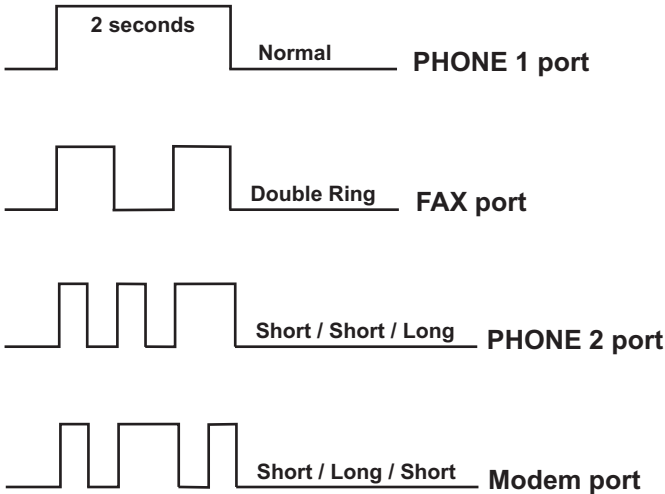 2 seconds
Normal PHONE 1 port
Double Ring FAX port
Short / Short / Long PHONE 2 port
Short / Long / Short Modem port